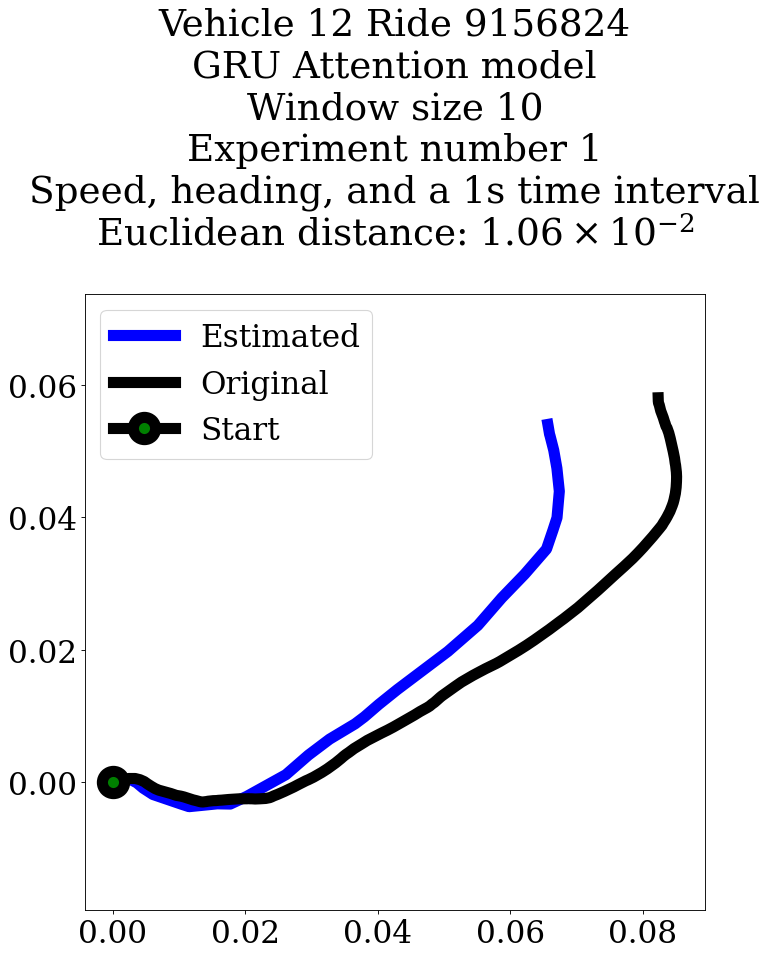 Vehicle 12 Ride 9156824
GRU Attention model
Window size 10
Experiment number 1
Speed, heading, and a 1s time interval
Euclidean distance: 1.06 × 10⁻²
Estimated
Original
Start
0.06
0.04
0.02
0.00
0.00 0.02 0.04 0.06 0.08